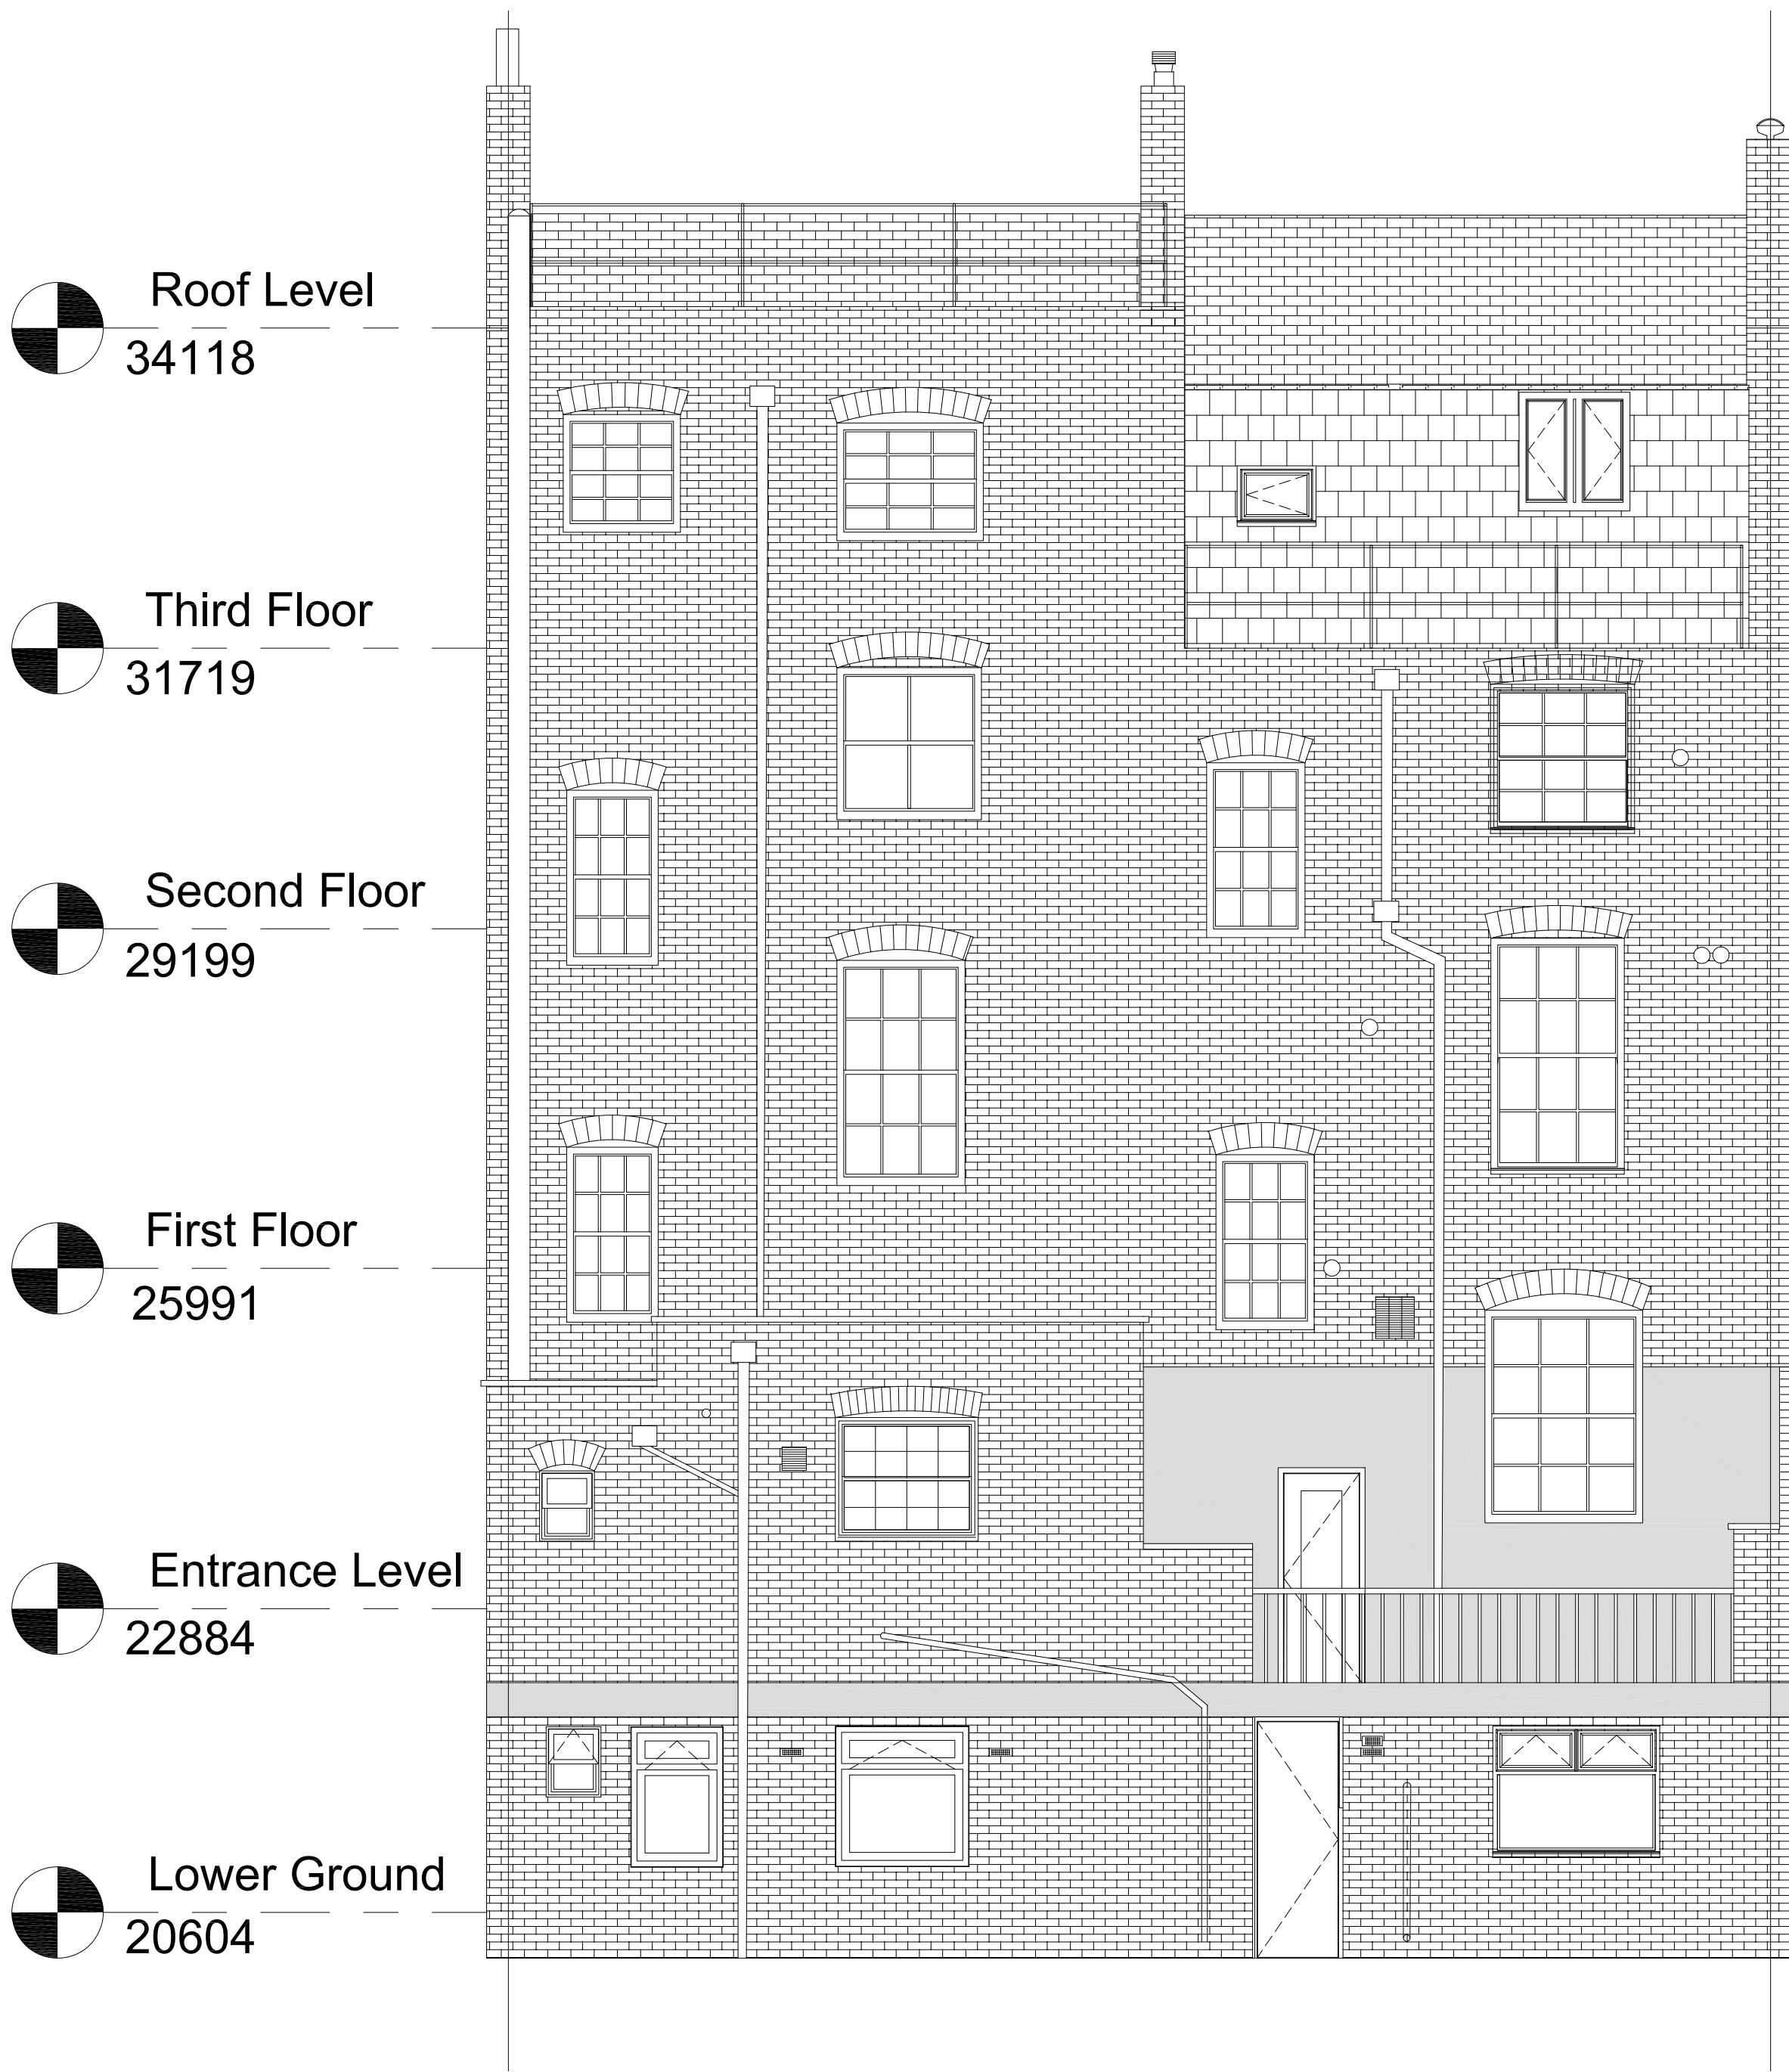 Roof Level
34118
Third Floor
31719
Second Floor
29199
First Floor
25991
Entrance Level
22884
Lower Ground
20604